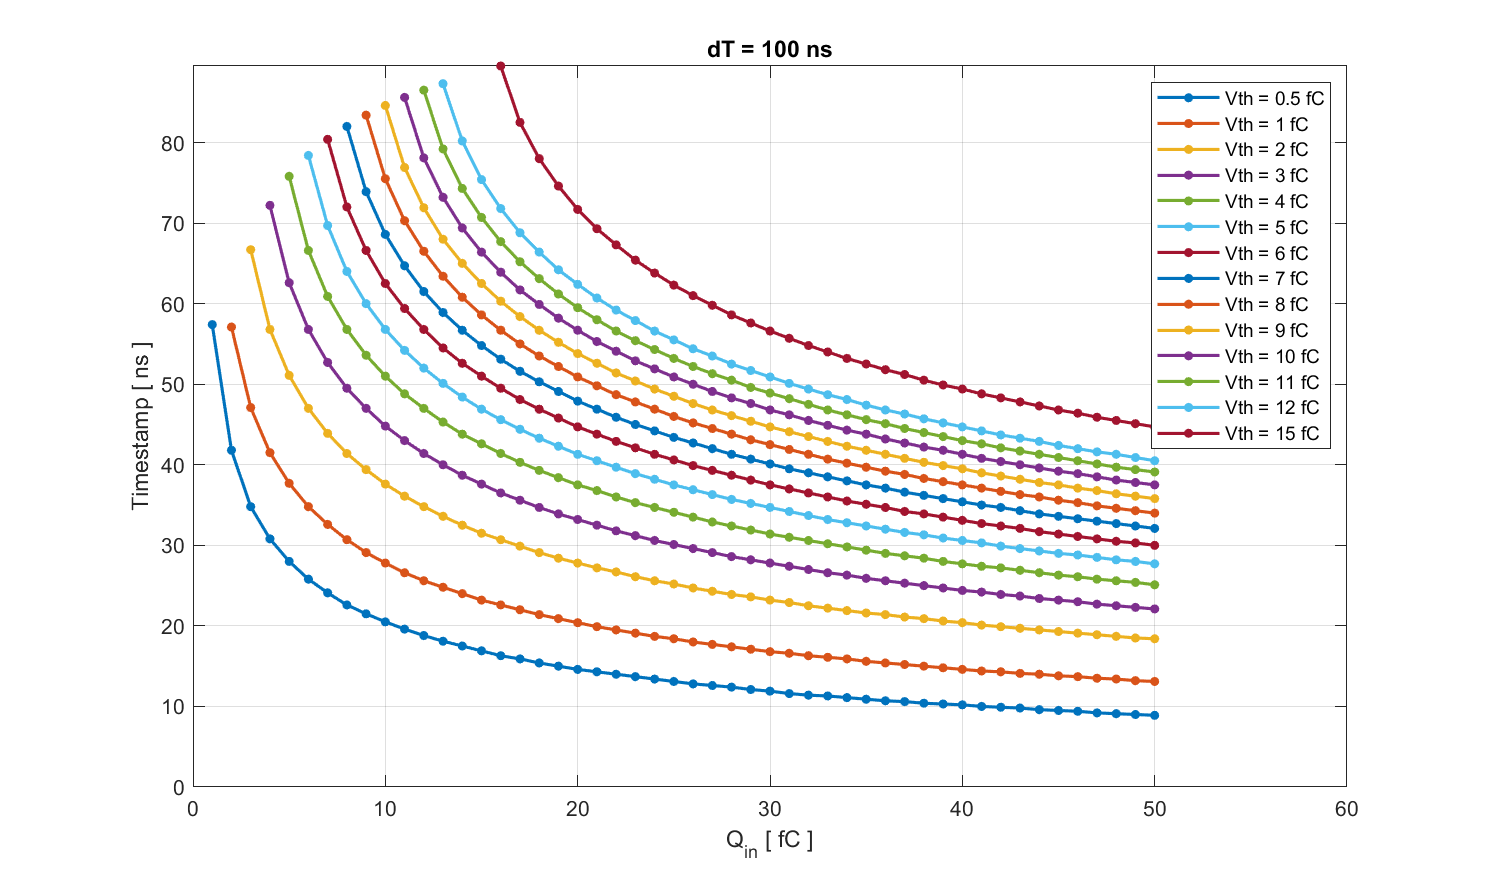 dT = 100 ns
Vth = 0.5 fC
Vth = 1 fC
Vth = 2 fC
Vth = 3 fC
Vth = 4 fC
Vth = 5 fC
Vth = 6 fC
Vth = 7 fC
Vth = 8 fC
Vth = 9 fC
Vth = 10 fC
Vth = 11 fC
Vth = 12 fC
Vth = 15 fC
Timestamp [ ns ]
80
70
60
50
40
30
20
10
0
0 10 20 30 40 50 60
Q_in [ fC ]